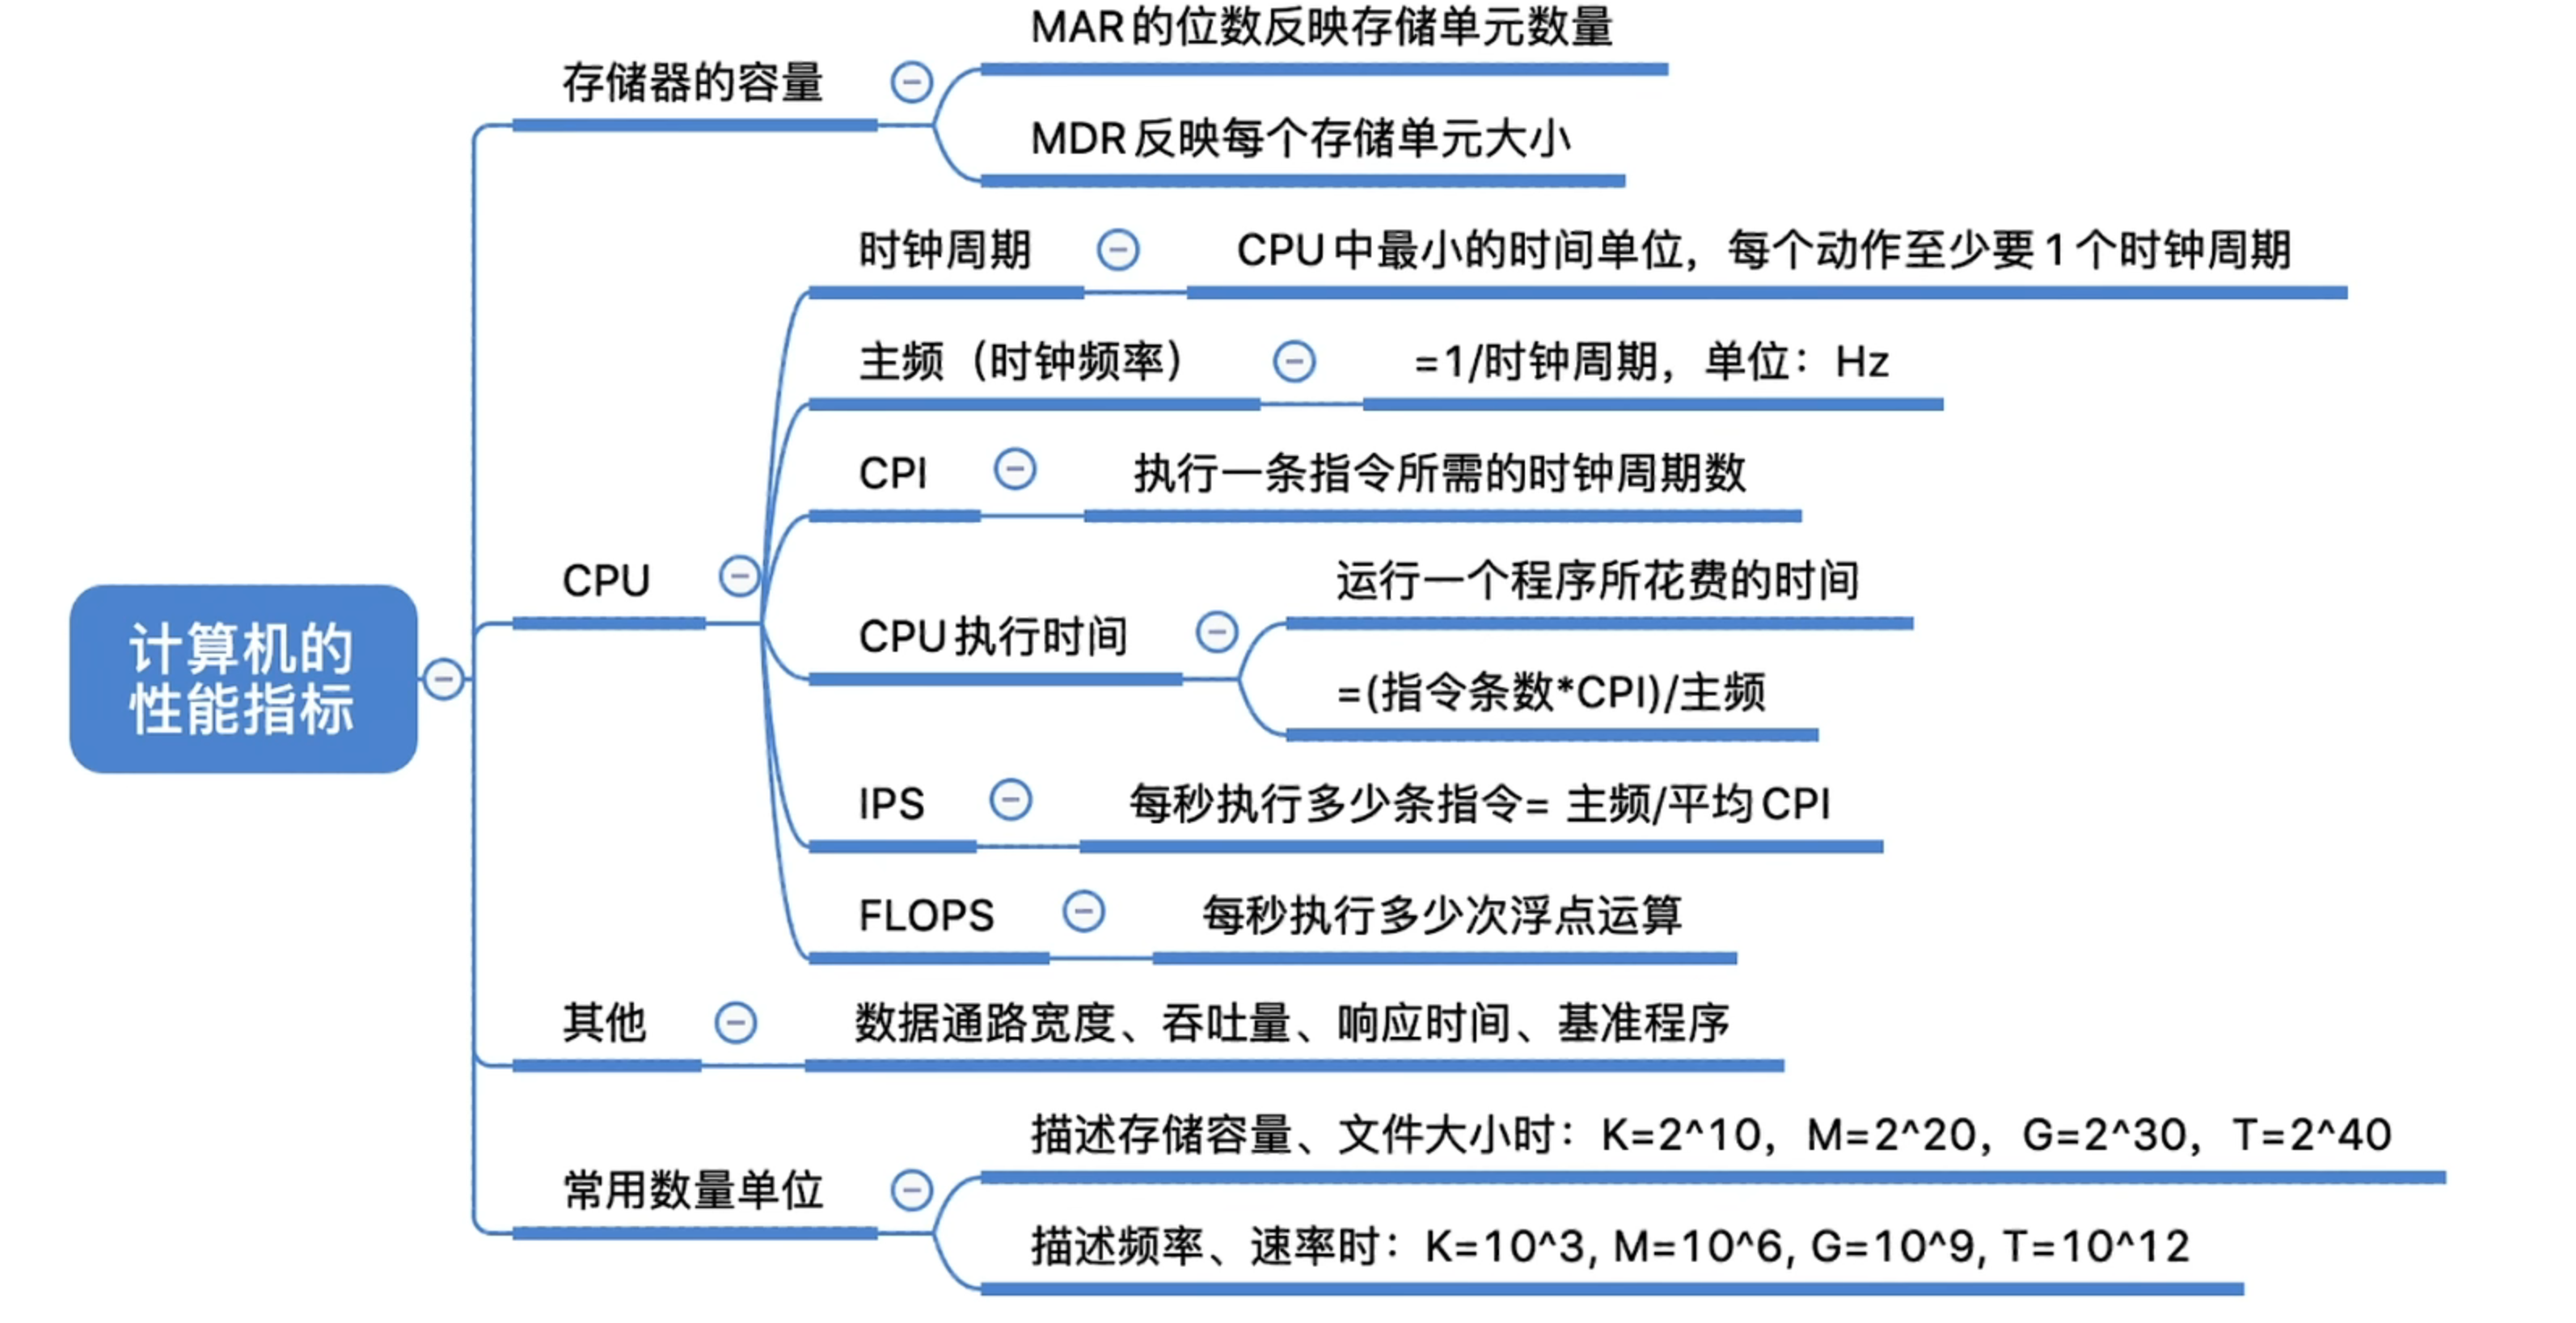 计算机的
性能指标
存储器的容量
MAR的位数反映存储单元数量
MDR反映每个存储单元大小
CPU
时钟周期
CPU中最小的时间单位，每个动作至少要1个时钟周期
主频（时钟频率）
=1/时钟周期，单位：Hz
CPI
执行一条指令所需的时钟周期数
CPU执行时间
运行一个程序所花费的时间
=(指令条数*CPI)/主频
IPS
每秒执行多少条指令= 主频/平均CPI
FLOPS
每秒执行多少次浮点运算
其他
数据通路宽度、吞吐量、响应时间、基准程序
常用数量单位
描述存储容量、文件大小时：K=2^10，M=2^20，G=2^30，T=2^40
描述频率、速率时：K=10^3, M=10^6, G=10^9, T=10^12